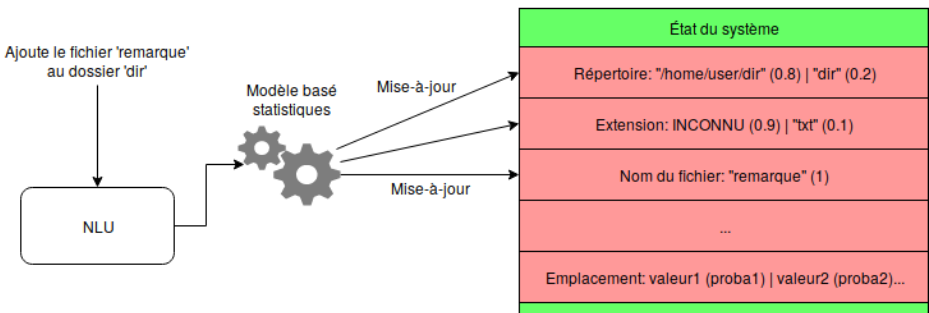 Ajoute le fichier 'remarque'
au dossier 'dir'
NLU
Modèle basé
statistiques
Mise-à-jour
Mise-à-jour
État du système
Répertoire: "/home/user/dir" (0.8) | "dir" (0.2)
Extension: INCONNU (0.9) | "txt" (0.1)
Nom du fichier: "remarque" (1)
...
Emplacement: valeur1 (proba1) | valeur2 (proba2)...